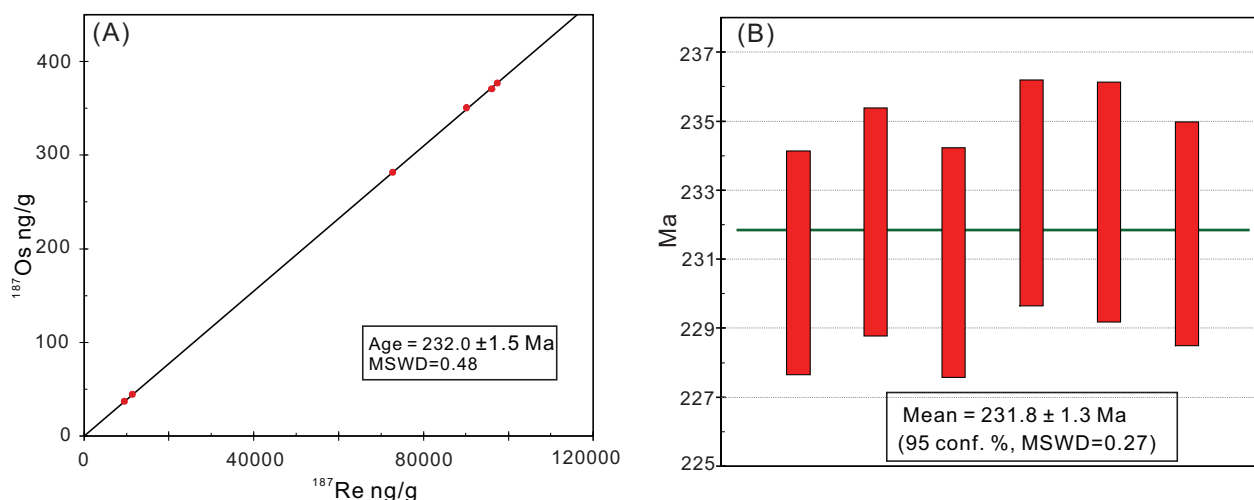 (A)
400
300
200
100
0
¹⁸⁷Os ng/g
Age = 232.0 ±1.5 Ma
MSWD=0.48
0 40000 80000 120000
¹⁸⁷Re ng/g
(B)
237
235
233
231
229
227
225
Ma
Mean = 231.8 ± 1.3 Ma
(95 conf. %, MSWD=0.27)